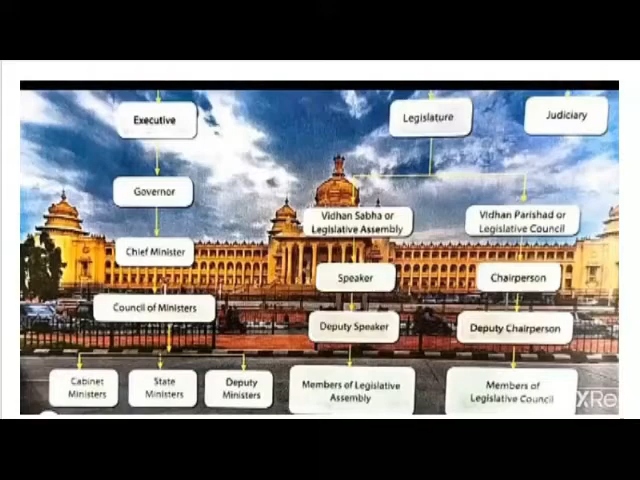 Executive
Legislature
Judiciary
Governor
Vidhan Sabha or
Legislative Assembly
Vidhan Parishad or
Legislative Council
Chief Minister
Speaker
Chairperson
Council of Ministers
Deputy Speaker
Deputy Chairperson
Cabinet
Ministers
State
Ministers
Deputy
Ministers
Members of Legislative
Assembly
Members of
Legislative Council
XRe